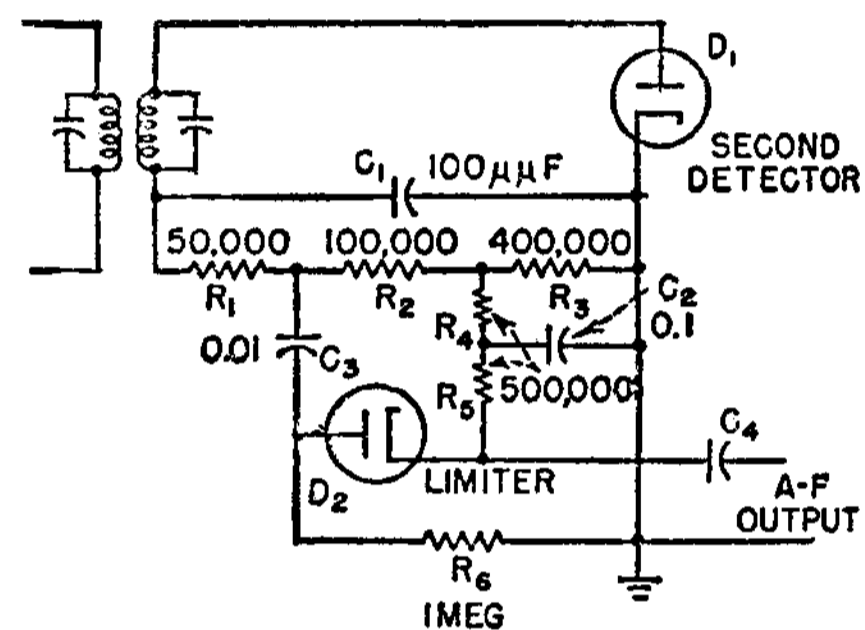 D₁
SECOND
DETECTOR
C₁ 100μμF
50,000 100,000 400,000
R₁ R₂ R₃ C₂
R₄ 0.1
0.01 C₃
R₅ 500,000
C₄
D₂ LIMITER
A-F
OUTPUT
R₆
1MEG